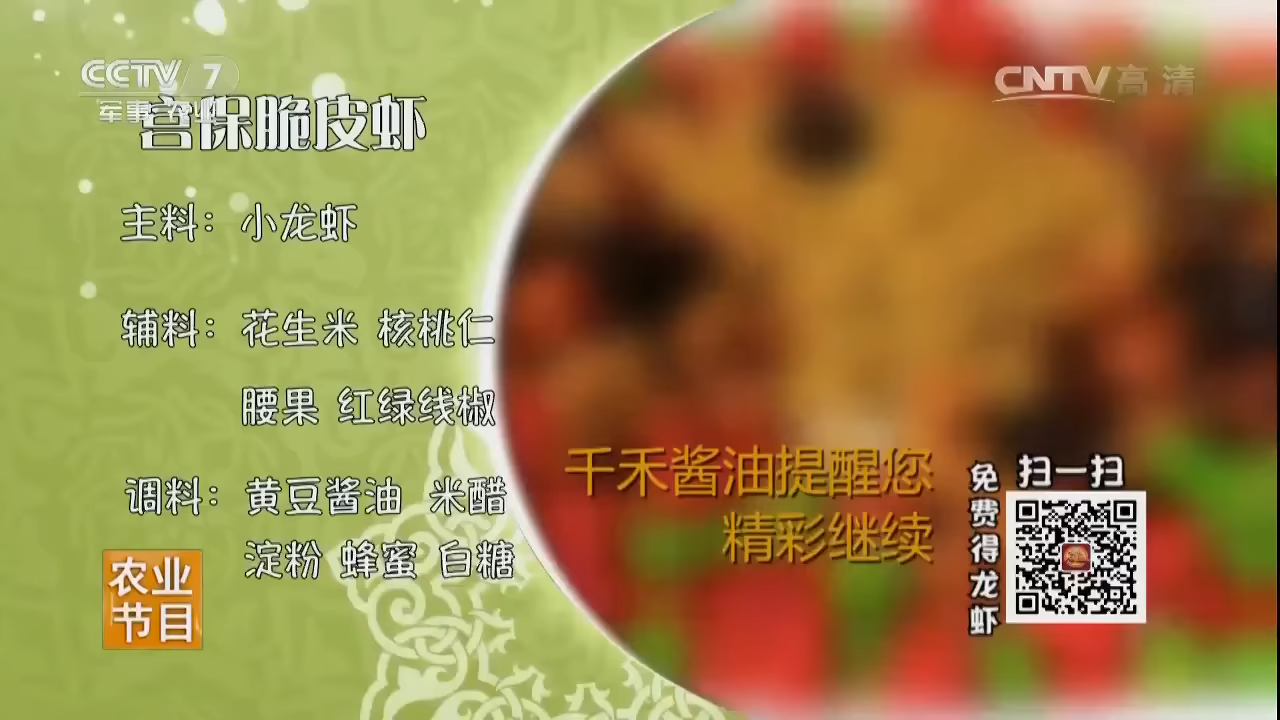 CCTV 7
军事·农业
CNTV高清
宫保脆皮虾
主料：小龙虾
辅料：花生米 核桃仁
腰果 红绿线椒
调料：黄豆酱油 米醋
淀粉 蜂蜜 白糖
农业
节目
千禾酱油提醒您
精彩继续
免费得龙虾
扫一扫